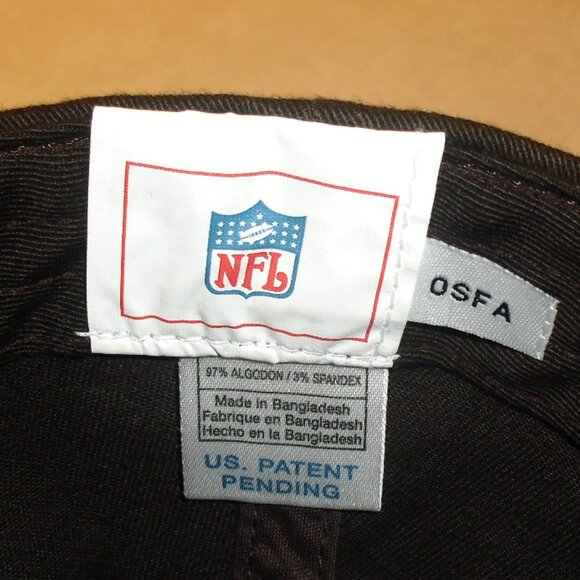 NFL
OSFA
97% ALGODON / 3% SPANDEX
Made in Bangladesh
Fabrique en Bangladesh
Hecho en la Bangladesh
US. PATENT
PENDING